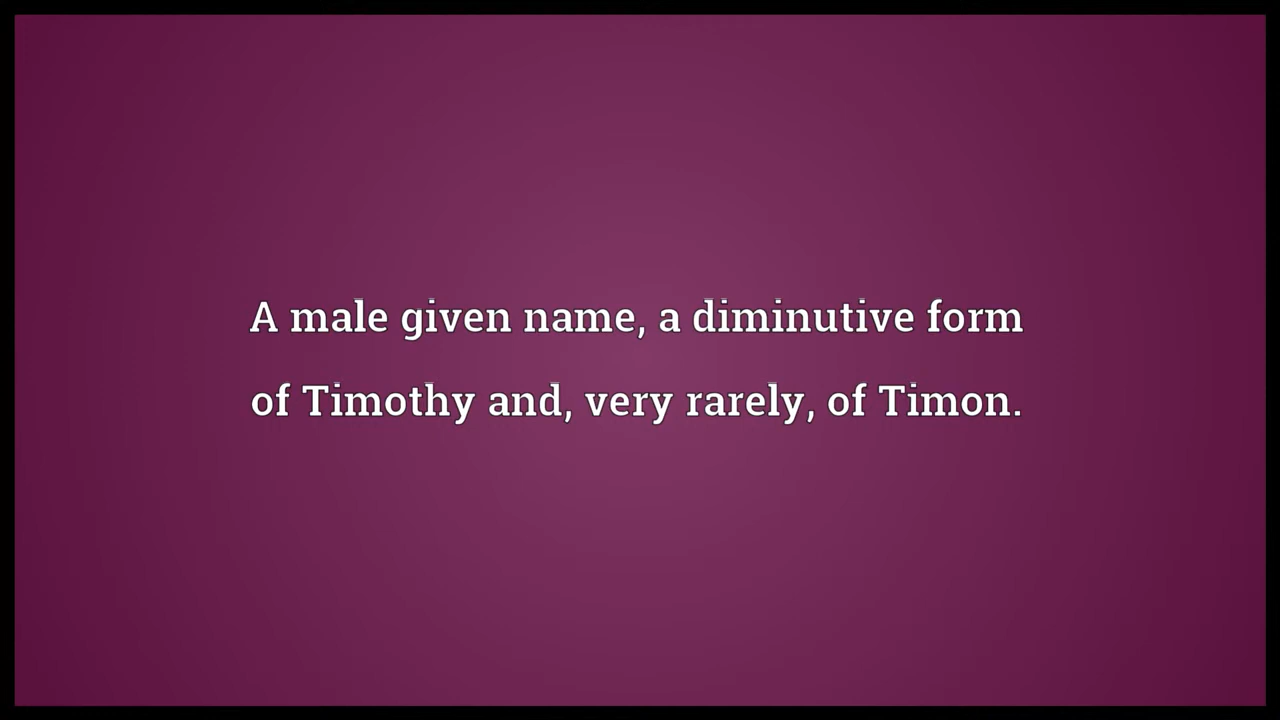 A male given name, a diminutive form
of Timothy and, very rarely, of Timon.